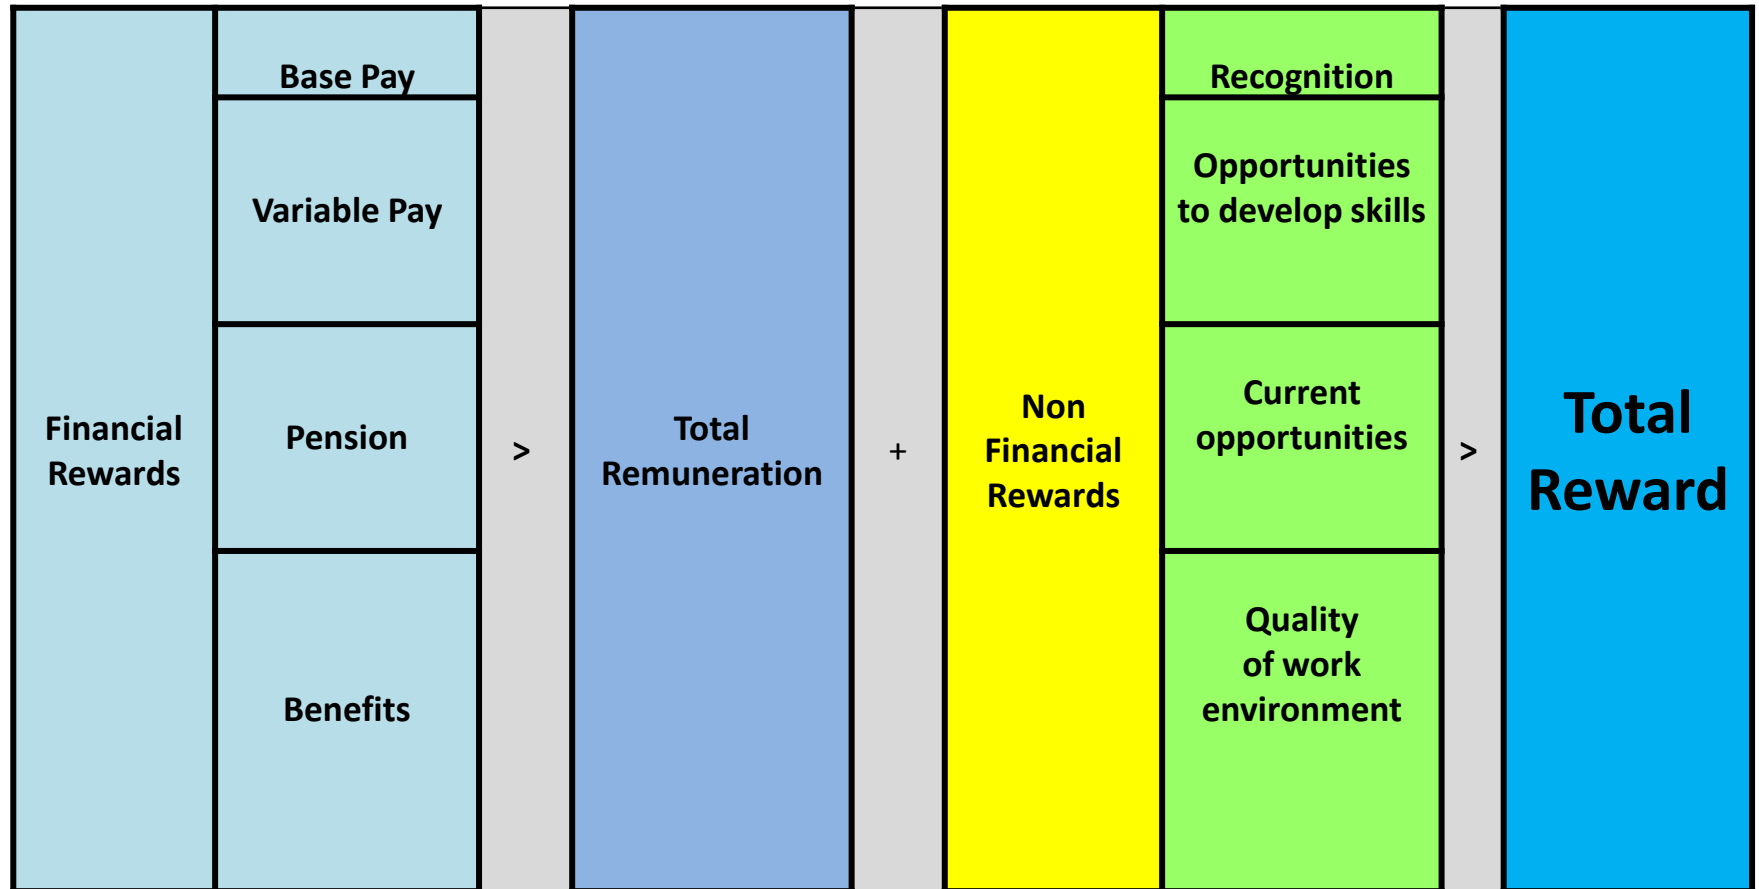 Financial
Rewards
Base Pay
Variable Pay
Pension
Benefits
>
Total
Remuneration
+
Non
Financial
Rewards
Recognition
Opportunities
to develop skills
Current
opportunities
Quality
of work
environment
>
Total
Reward